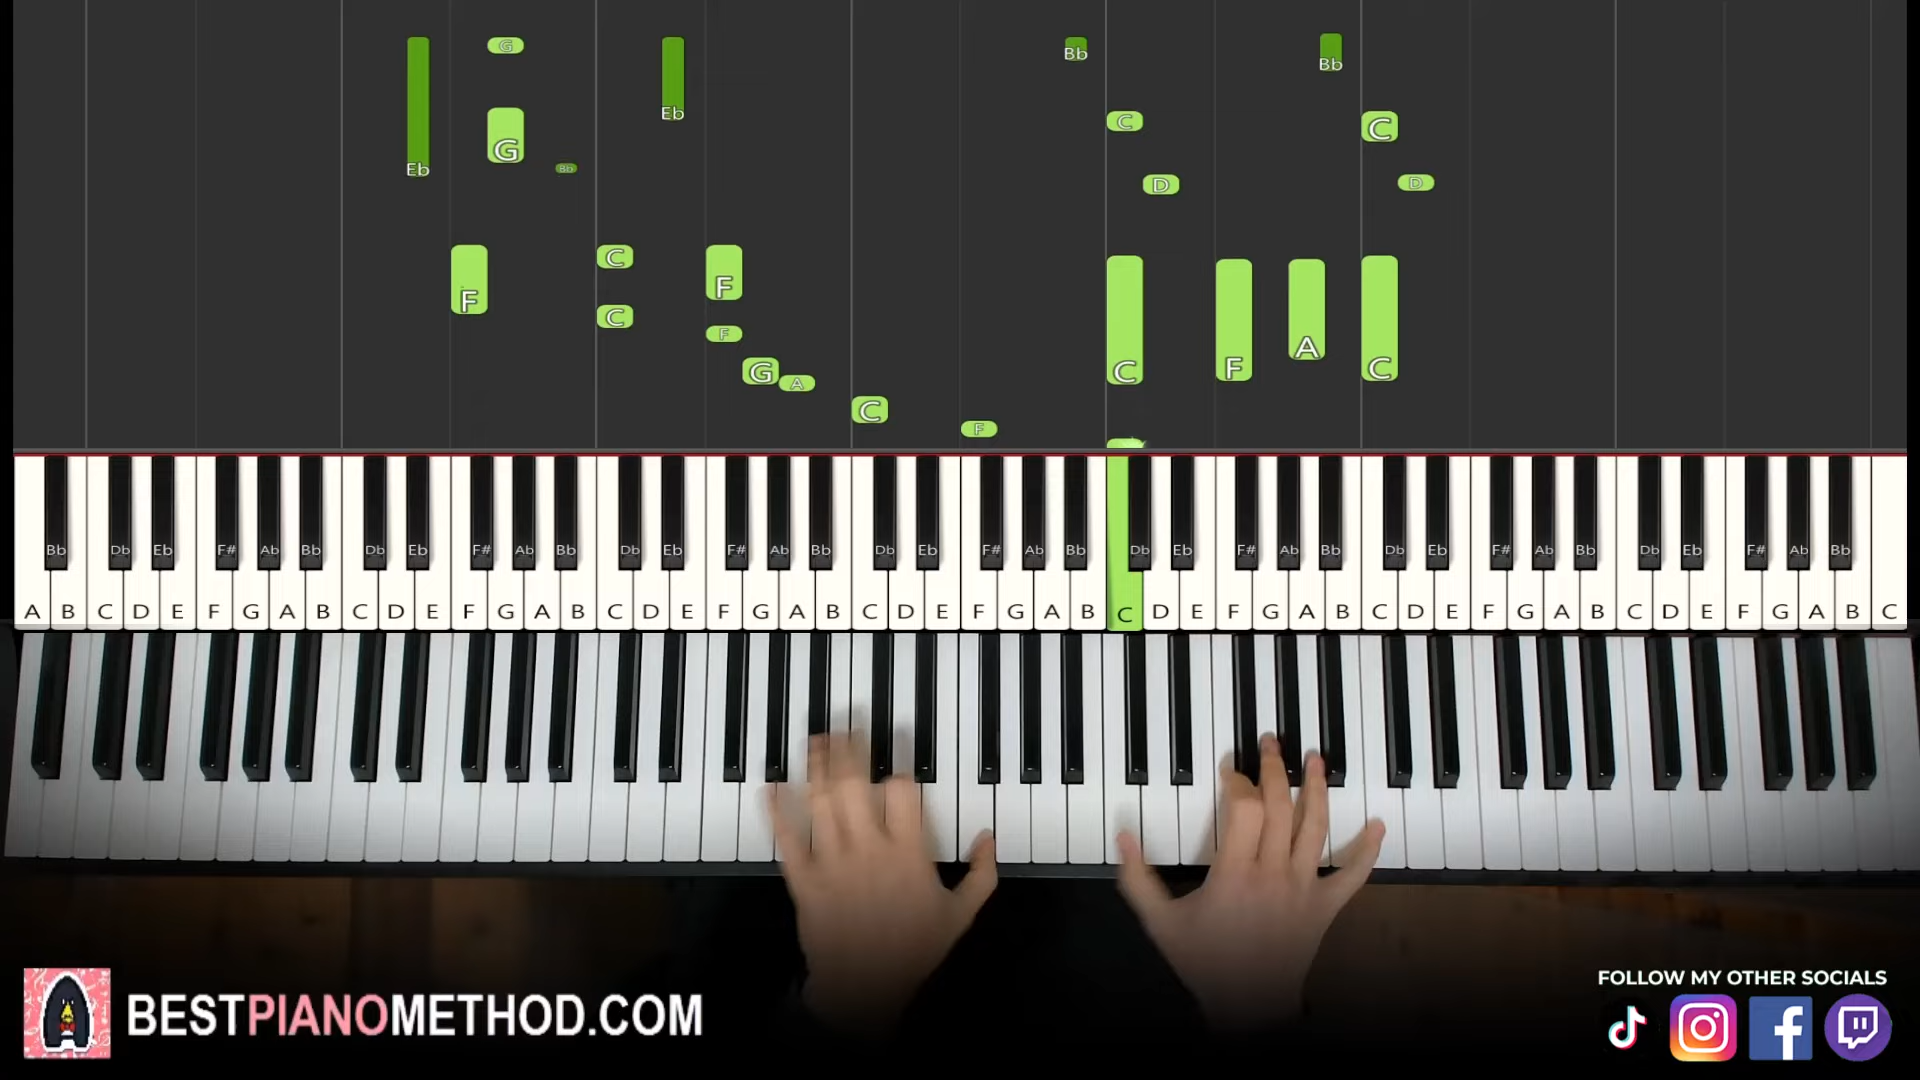 Bb Bb
G
Eb Eb
C C
G Bb
Eb
D D
C C
F F
C
F
G A
C F A C
C
F
Bb Db Eb F# Ab Bb Db Eb F# Ab Bb Db Eb F# Ab Bb Db Eb F# Ab Bb Db Eb F# Ab Bb Db Eb F# Ab Bb Db Eb F# Ab Bb
A B C D E F G A B C D E F G A B C D E F G A B C D E F G A B C D E F G A B C D E F G A B C D E F G A B C
FOLLOW MY OTHER SOCIALS
BESTPIANOMETHOD.COM